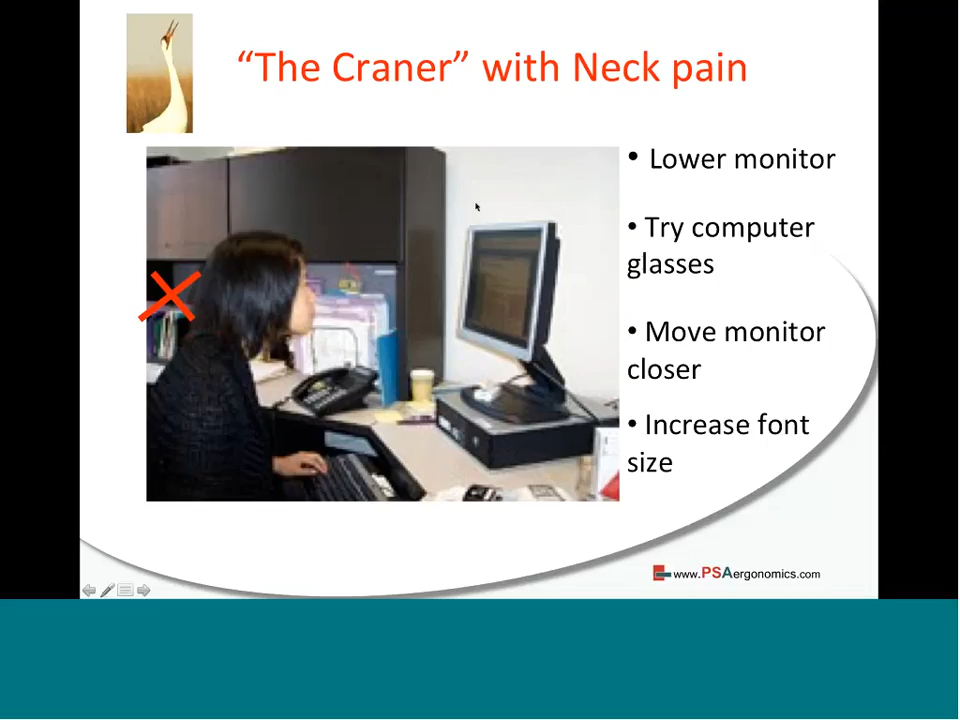 “The Craner” with Neck pain
• Lower monitor
• Try computer
glasses
• Move monitor
closer
• Increase font
size
www.PSAergonomics.com